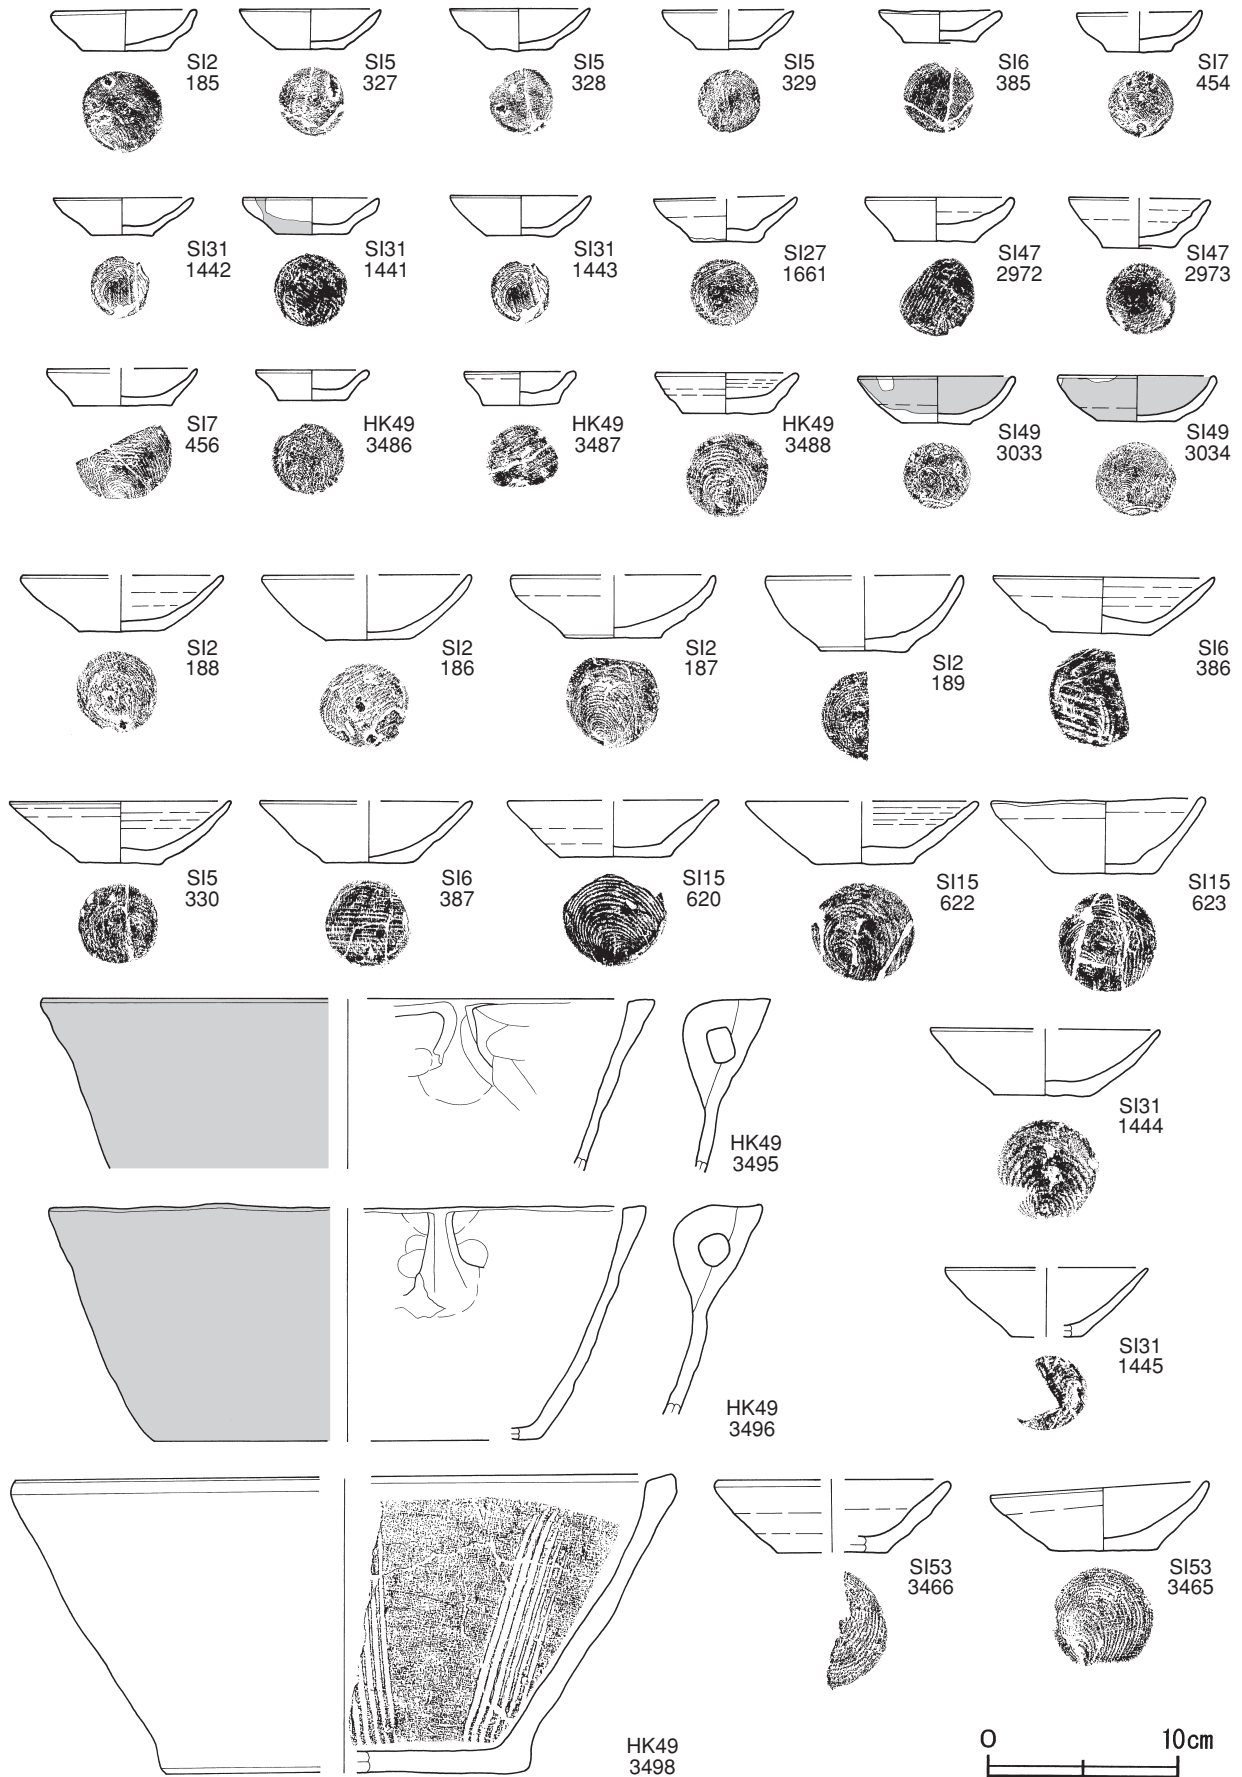 SI2
185
SI5
327
SI5
328
SI5
329
SI6
385
SI7
454
SI31
1442
SI31
1441
SI31
1443
SI27
1661
SI47
2972
SI47
2973
SI7
456
HK49
3486
HK49
3487
HK49
3488
SI49
3033
SI49
3034
SI2
188
SI2
186
SI2
187
SI2
189
SI6
386
SI5
330
SI6
387
SI15
620
SI15
622
SI15
623
HK49
3495
SI31
1444
HK49
3496
SI31
1445
HK49
3498
SI53
3466
SI53
3465
0 10cm